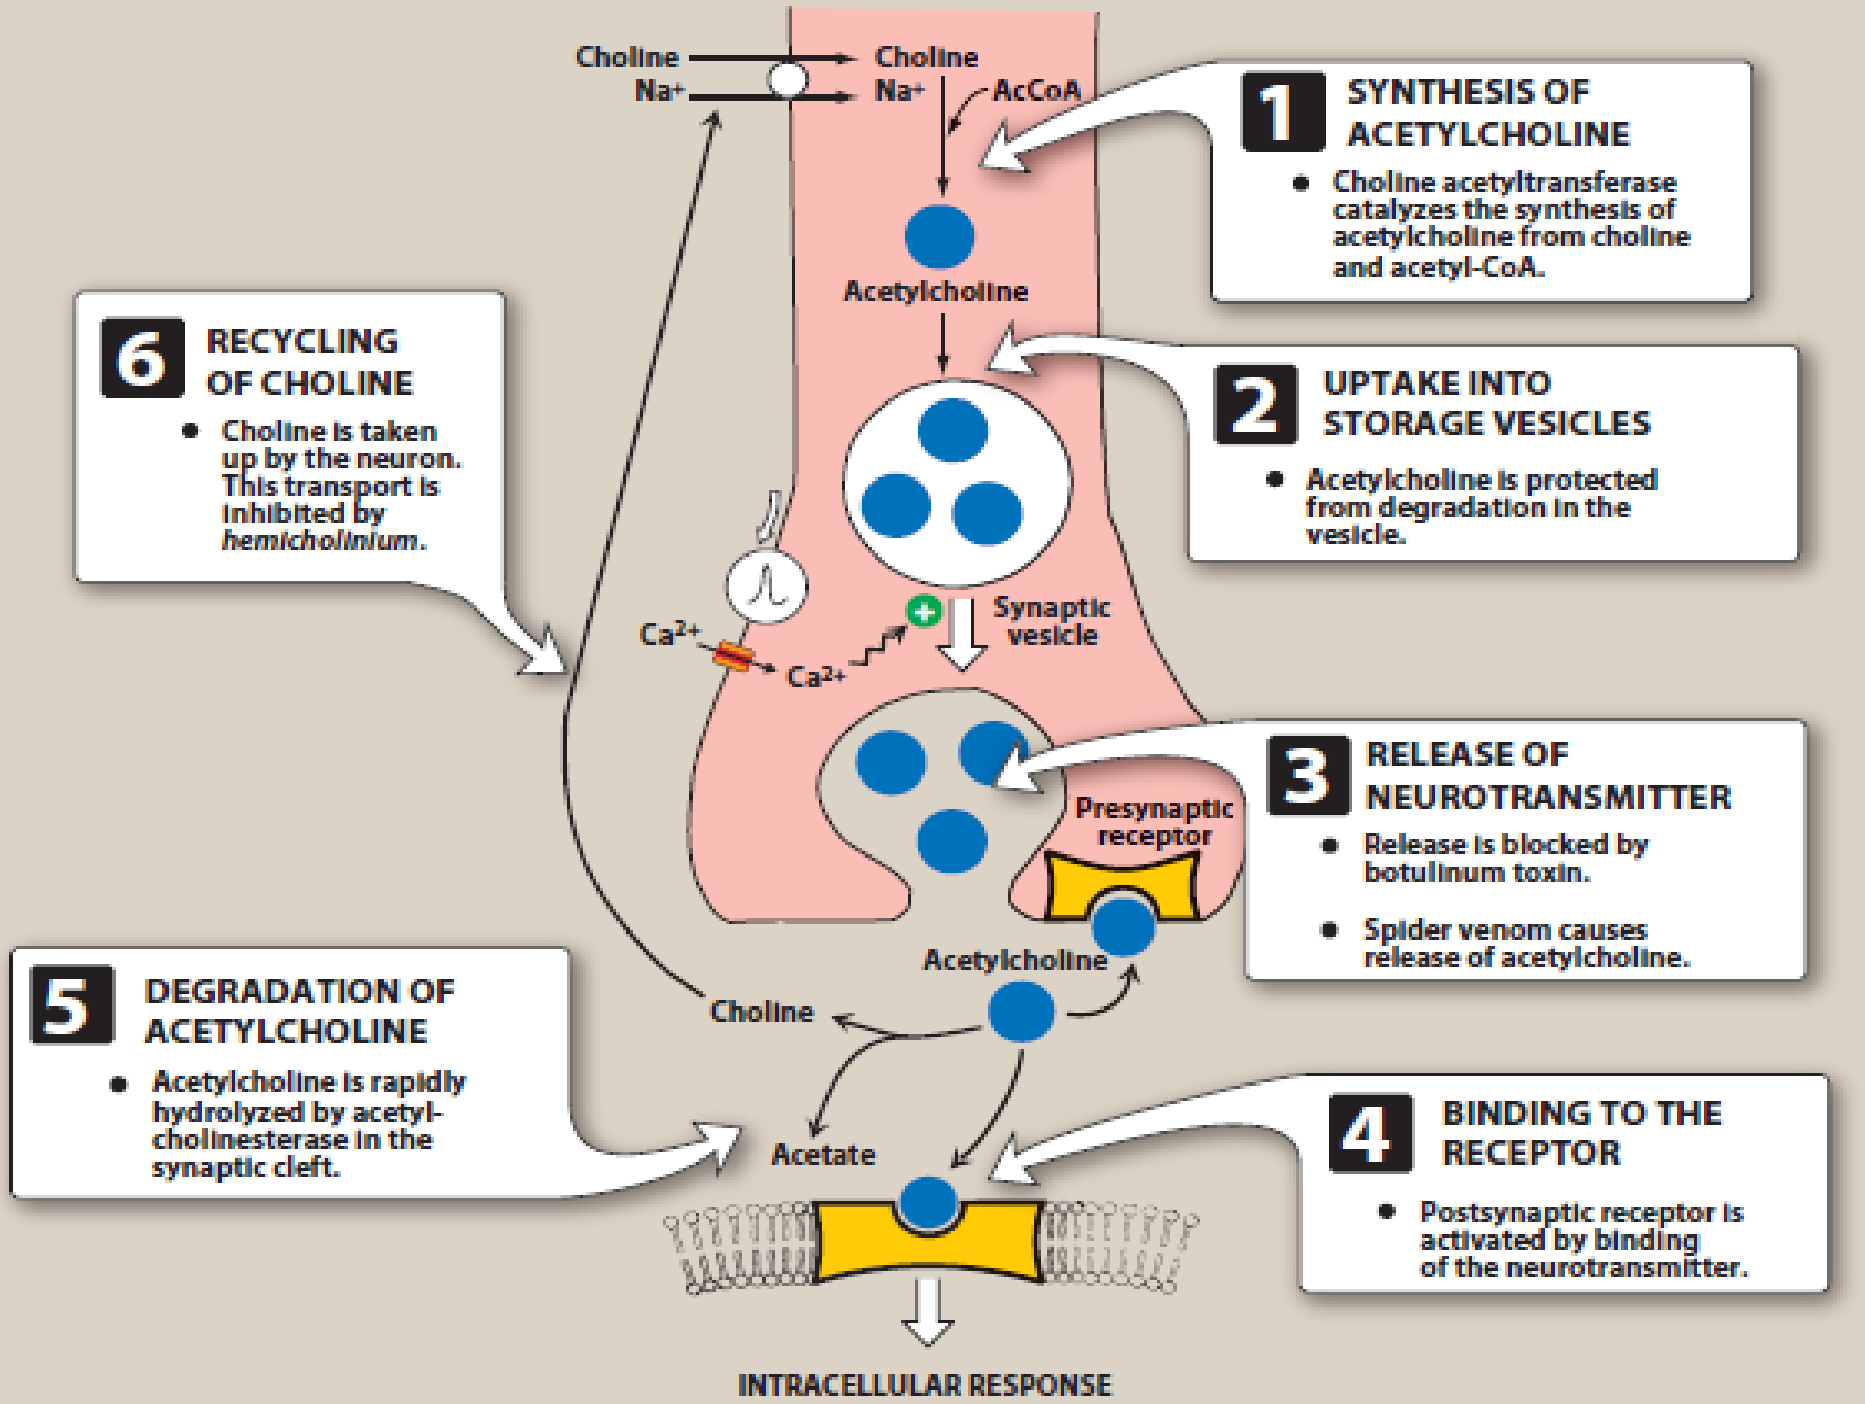 Choline
Na+
Choline
Na+
AcCoA
1
SYNTHESIS OF
ACETYLCHOLINE
• Choline acetyltransferase
catalyzes the synthesis of
acetylcholine from choline
and acetyl-CoA.
Acetylcholine
2
UPTAKE INTO
STORAGE VESICLES
• Acetylcholine is protected
from degradation in the
vesicle.
6
RECYCLING
OF CHOLINE
• Choline is taken
up by the neuron.
This transport is
inhibited by
hemicholinium.
Ca2+
Ca2+
+
Synaptic
vesicle
3
RELEASE OF
NEUROTRANSMITTER
• Release is blocked by
botulinum toxin.
• Spider venom causes
release of acetylcholine.
Presynaptic
receptor
Acetylcholine
Choline
Acetate
5
DEGRADATION OF
ACETYLCHOLINE
• Acetylcholine is rapidly
hydrolyzed by acetyl-
cholinesterase in the
synaptic cleft.
4
BINDING TO THE
RECEPTOR
• Postsynaptic receptor is
activated by binding
of the neurotransmitter.
INTRACELLULAR RESPONSE